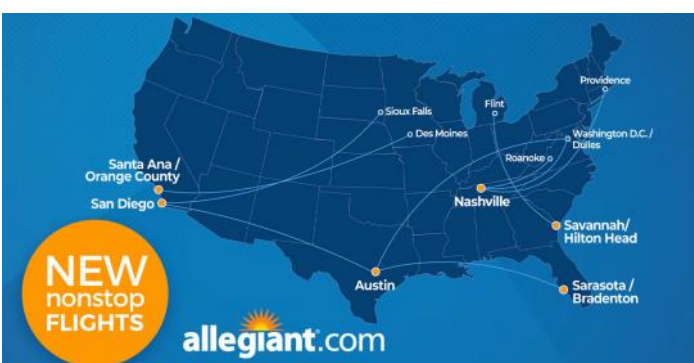 Providence
Sioux Falls
Flint
Des Moines
Washington D.C. /
Dulles
Roanoke
Santa Ana /
Orange County
San Diego
Nashville
Savannah/
Hilton Head
Austin
Sarasota /
Bradenton
NEW
nonstop
FLIGHTS
allegiant.com